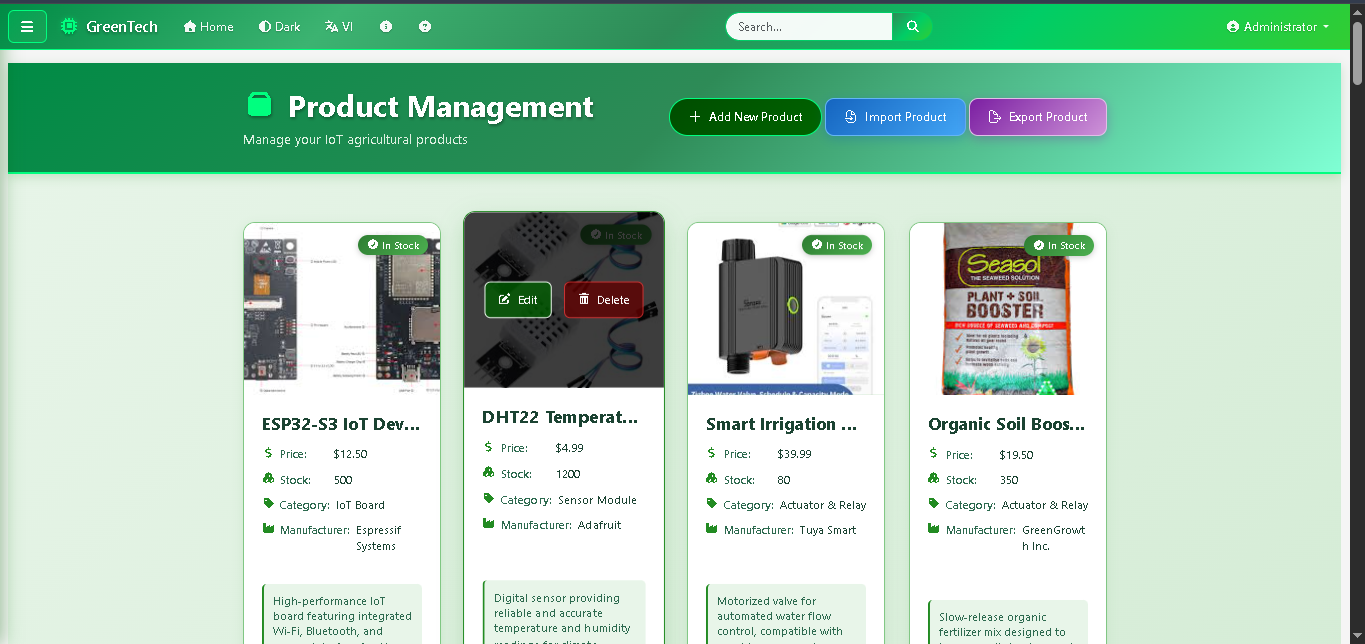 GreenTech
Home
Dark
VI
Search...
Administrator
Product Management
Manage your IoT agricultural products
Add New Product
Import Product
Export Product
In Stock
ESP32-S3 IoT Dev...
Price: $12.50
Stock: 500
Category: IoT Board
Manufacturer: Espressif
Systems
High-performance IoT
board featuring integrated
Wi-Fi, Bluetooth, and
In Stock
Edit
Delete
DHT22 Temperat...
Price: $4.99
Stock: 1200
Category: Sensor Module
Manufacturer: Adafruit
Digital sensor providing
reliable and accurate
temperature and humidity
readings for climate
In Stock
Smart Irrigation ...
Price: $39.99
Stock: 80
Category: Actuator & Relay
Manufacturer: Tuya Smart
Motorized valve for
automated water flow
control, compatible with
In Stock
Seasol
THE SEAWEED SOLUTION
PLANT + SOIL
BOOSTER
Organic Soil Boos...
Price: $19.50
Stock: 350
Category: Actuator & Relay
Manufacturer: GreenGrowt
h Inc.
Slow-release organic
fertilizer mix designed to